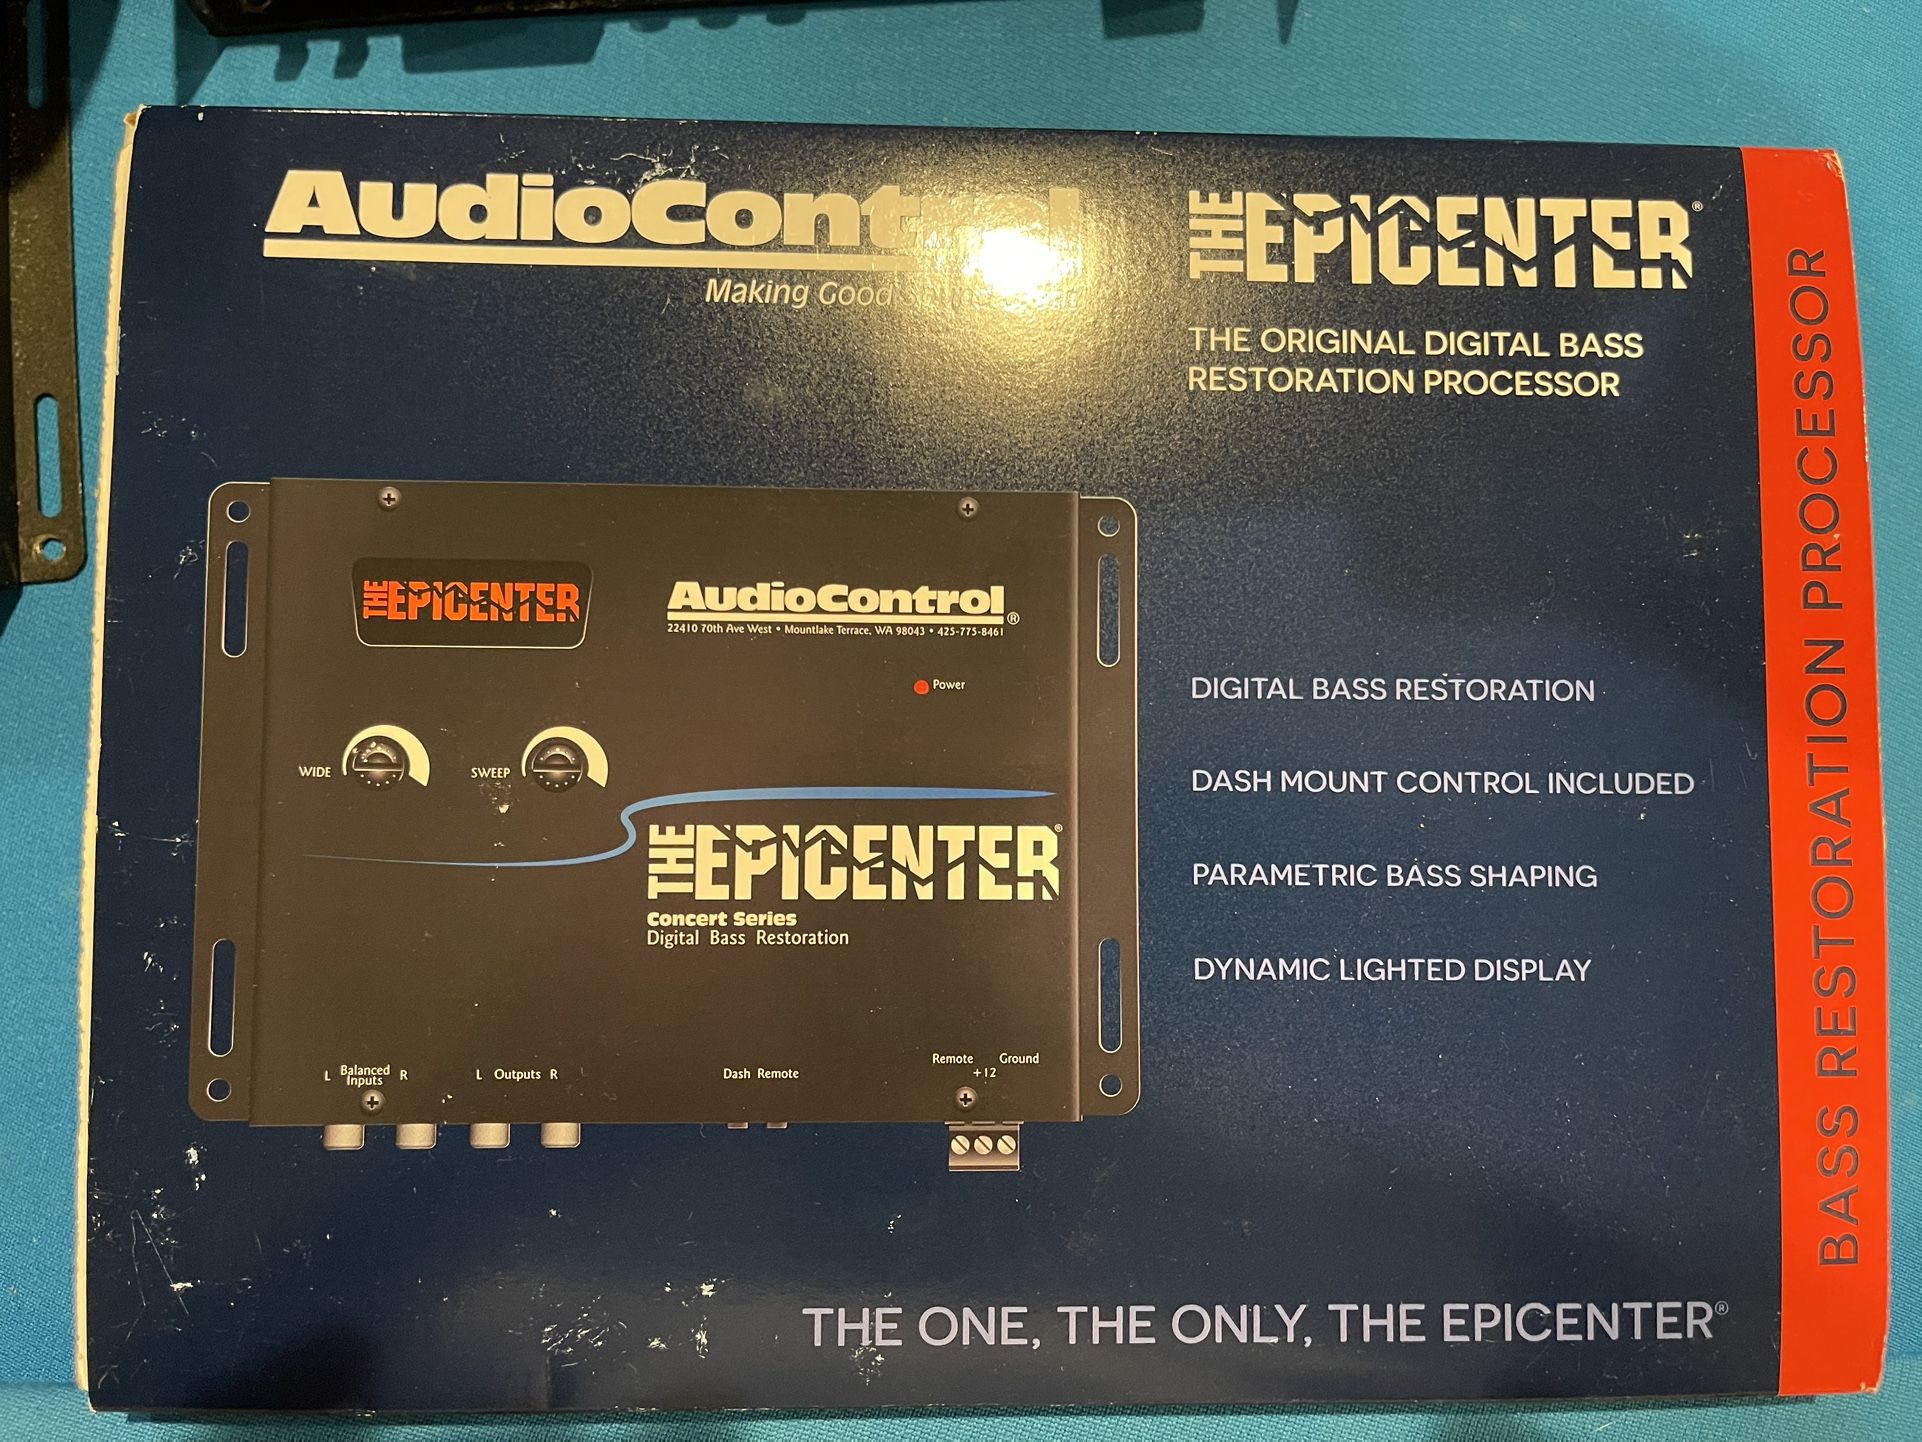 AudioControl
Making Good
THE EPICENTER®
THE ORIGINAL DIGITAL BASS
RESTORATION PROCESSOR
THE EPICENTER
AudioControl®
22410 70th Ave West • Mountlake Terrace, WA 98043 • 425-775-8461
Power
WIDE
SWEEP
THE EPICENTER®
Concert Series
Digital Bass Restoration
L Balanced Inputs R
L Outputs R
Dash Remote
Remote Ground
+12
DIGITAL BASS RESTORATION
DASH MOUNT CONTROL INCLUDED
PARAMETRIC BASS SHAPING
DYNAMIC LIGHTED DISPLAY
THE ONE, THE ONLY, THE EPICENTER®
BASS RESTORATION PROCESSOR